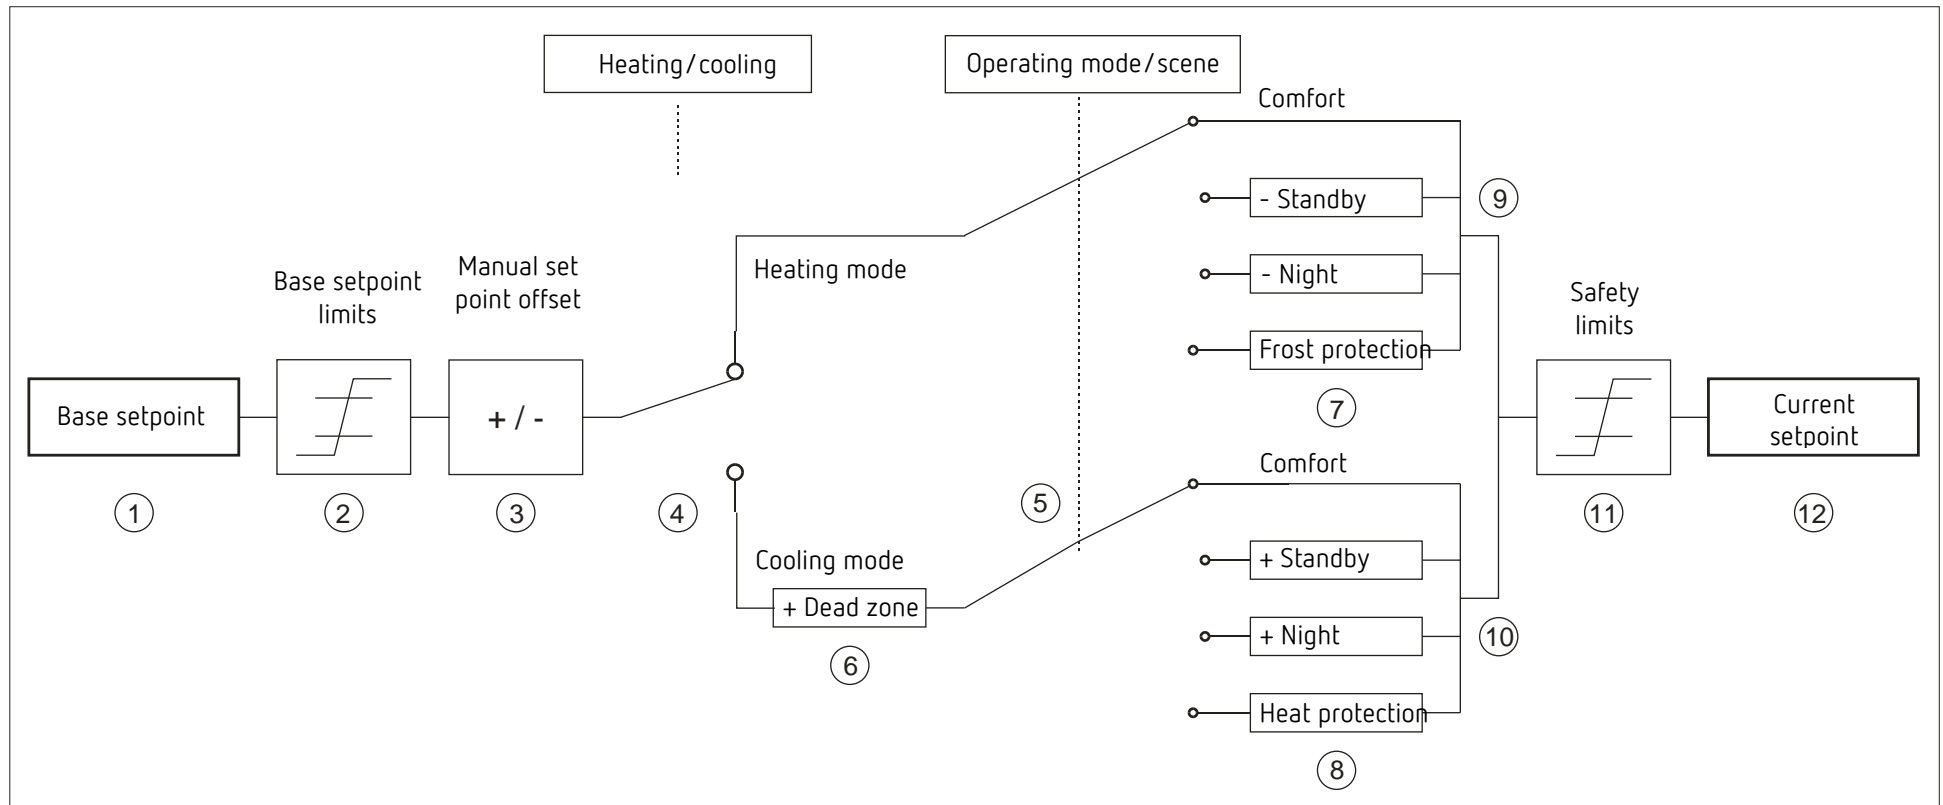 Heating/cooling
Operating mode/scene
Comfort
- Standby
9
- Night
Heating mode
Manual set
point offset
Base setpoint
limits
Safety
limits
Frost protection
7
Base setpoint
+ / -
Current
setpoint
Comfort
1
2
3
4
5
11
12
Cooling mode
+ Standby
+ Dead zone
+ Night
10
6
Heat protection
8